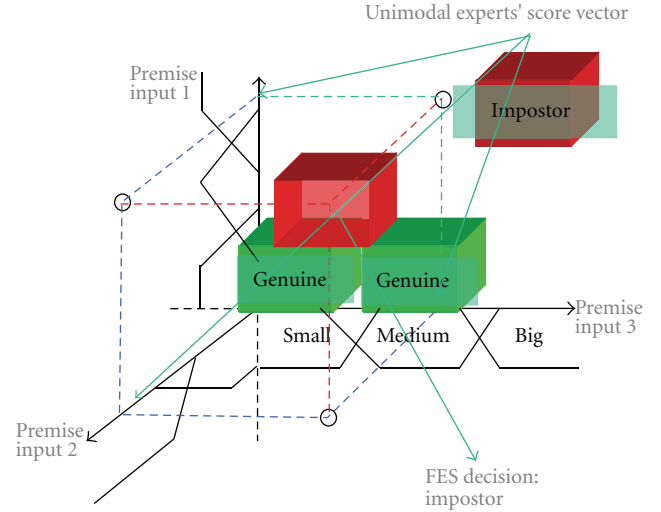 Unimodal experts' score vector
Premise
input 1
Impostor
Genuine
Genuine
Small
Medium
Big
Premise
input 3
Premise
input 2
FES decision:
impostor